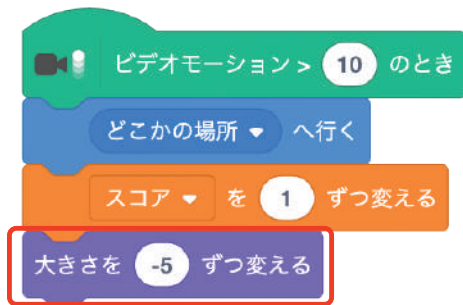 ビデオモーション > 10 のとき
どこかの場所 へ行く
スコア を 1 ずつ変える
大きさを -5 ずつ変える